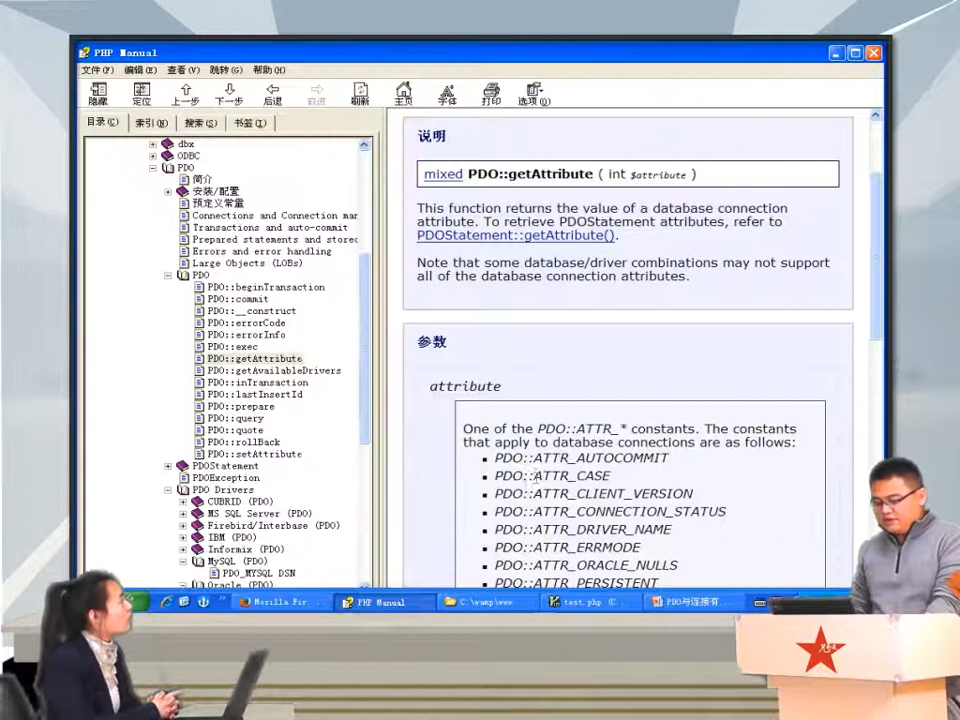 PHP Manual
文件(F) 编辑(E) 查看(V) 跳转(G) 帮助(H)
隐藏 定位 上一步 下一步 后退 前进 刷新 主页 字体 打印 选项(O)
目录(C) 索引(N) 搜索(S) 书签(I)
dbx
ODBC
PDO
简介
安装/配置
预定义常量
Connections and Connection mar
Transactions and auto-commit
Prepared statements and stored
Errors and error handling
Large Objects (LOBs)
PDO
PDO::beginTransaction
PDO::commit
PDO::__construct
PDO::errorCode
PDO::errorInfo
PDO::exec
PDO::getAttribute
PDO::getAvailableDrivers
PDO::inTransaction
PDO::lastInsertId
PDO::prepare
PDO::query
PDO::quote
PDO::rollBack
PDO::setAttribute
PDOStatement
PDOException
PDO Drivers
CUBRID (PDO)
MS SQL Server (PDO)
Firebird/Interbase (PDO)
IBM (PDO)
Informix (PDO)
MySQL (PDO)
PDO_MYSQL DSN
Oracle (PDO)
说明
mixed PDO::getAttribute ( int $attribute )
This function returns the value of a database connection
attribute. To retrieve PDOStatement attributes, refer to
PDOStatement::getAttribute().
Note that some database/driver combinations may not support
all of the database connection attributes.
参数
attribute
One of the PDO::ATTR_* constants. The constants
that apply to database connections are as follows:
PDO::ATTR_AUTOCOMMIT
PDO::ATTR_CASE
PDO::ATTR_CLIENT_VERSION
PDO::ATTR_CONNECTION_STATUS
PDO::ATTR_DRIVER_NAME
PDO::ATTR_ERRMODE
PDO::ATTR_ORACLE_NULLS
PDO::ATTR_PERSISTENT
Mozilla Fir... PHP Manual C:\wamp\www test.php (C... PDO与连接有...